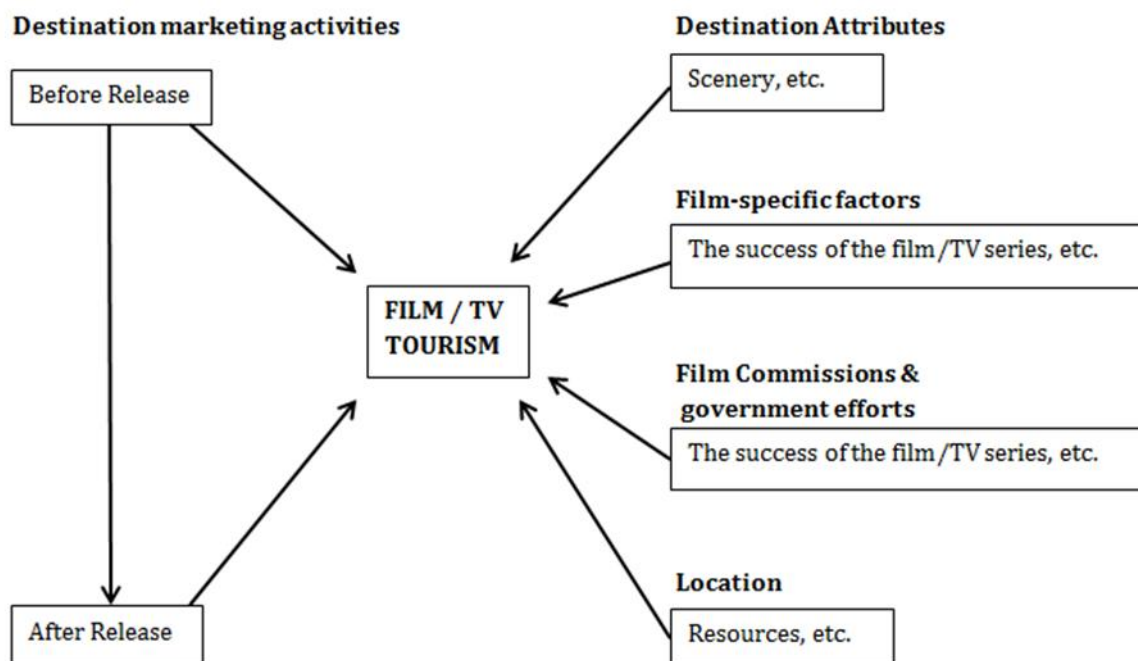 Destination marketing activities
Before Release
After Release
FILM / TV
TOURISM
Destination Attributes
Scenery, etc.
Film-specific factors
The success of the film/TV series, etc.
Film Commissions &
government efforts
The success of the film/TV series, etc.
Location
Resources, etc.